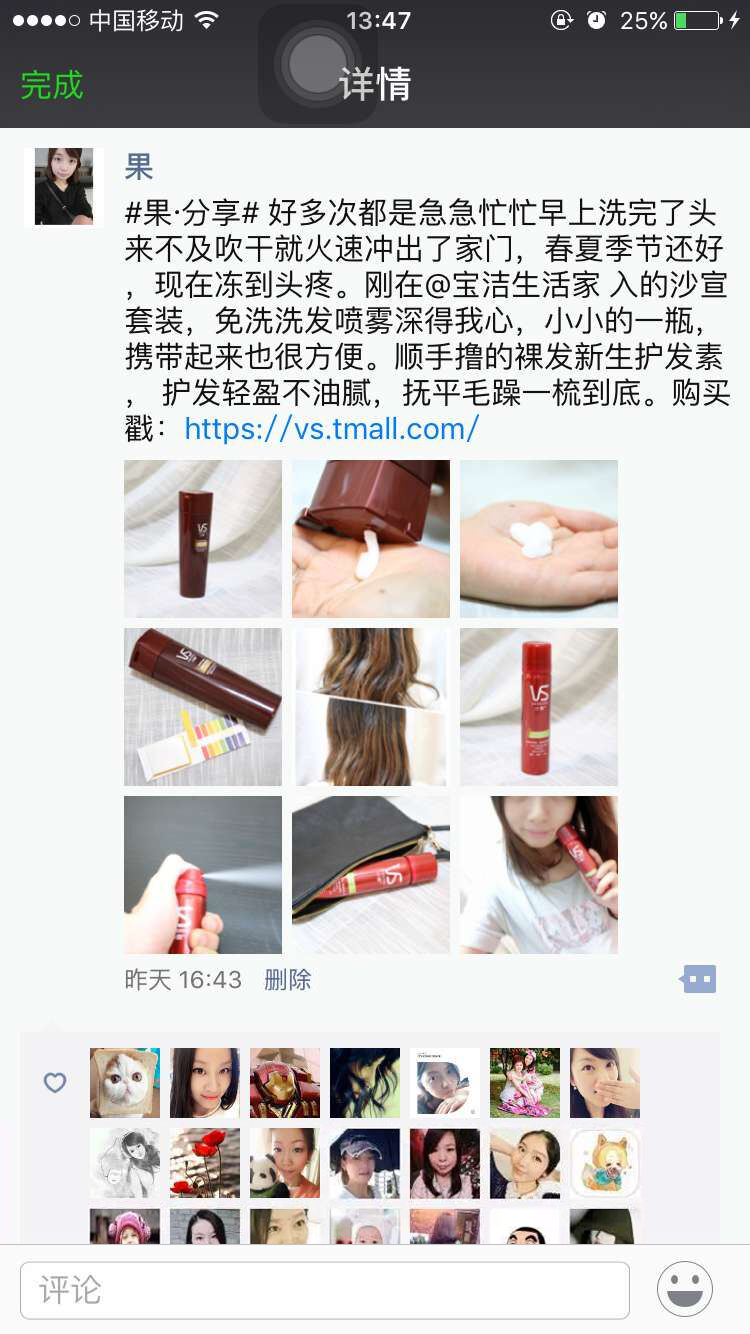 中国移动 13:47 25%
完成 详情
果
#果·分享# 好多次都是急急忙忙早上洗完了头
来不及吹干就火速冲出了家门，春夏季节还好
，现在冻到头疼。刚在@宝洁生活家 入的沙宣
套装，免洗洗发喷雾深得我心，小小的一瓶，
携带起来也很方便。顺手撸的裸发新生护发素
， 护发轻盈不油腻，抚平毛躁一梳到底。购买
戳：https://vs.tmall.com/
VS
VS
VS
VS
VS
VS
昨天 16:43 删除
评论